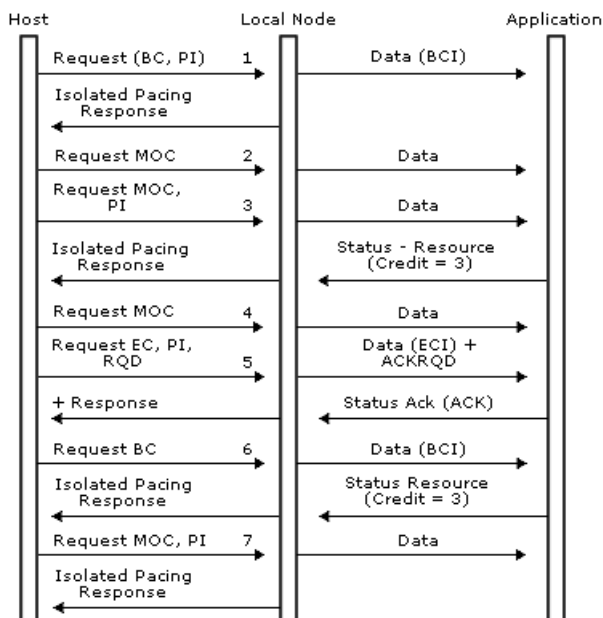 Host Local Node Application
Request (BC, PI) 1 Data (BCI)
Isolated Pacing
Response
Request MOC 2 Data
Request MOC,
PI 3 Data
Isolated Pacing
Response
Status - Resource
(Credit = 3)
Request MOC 4 Data
Request EC, PI,
RQD 5
Data (ECI) +
ACKRQD
+ Response Status Ack (ACK)
Request BC 6 Data (BCI)
Isolated Pacing
Response
Status Resource
(Credit = 3)
Request MOC, PI 7 Data
Isolated Pacing
Response